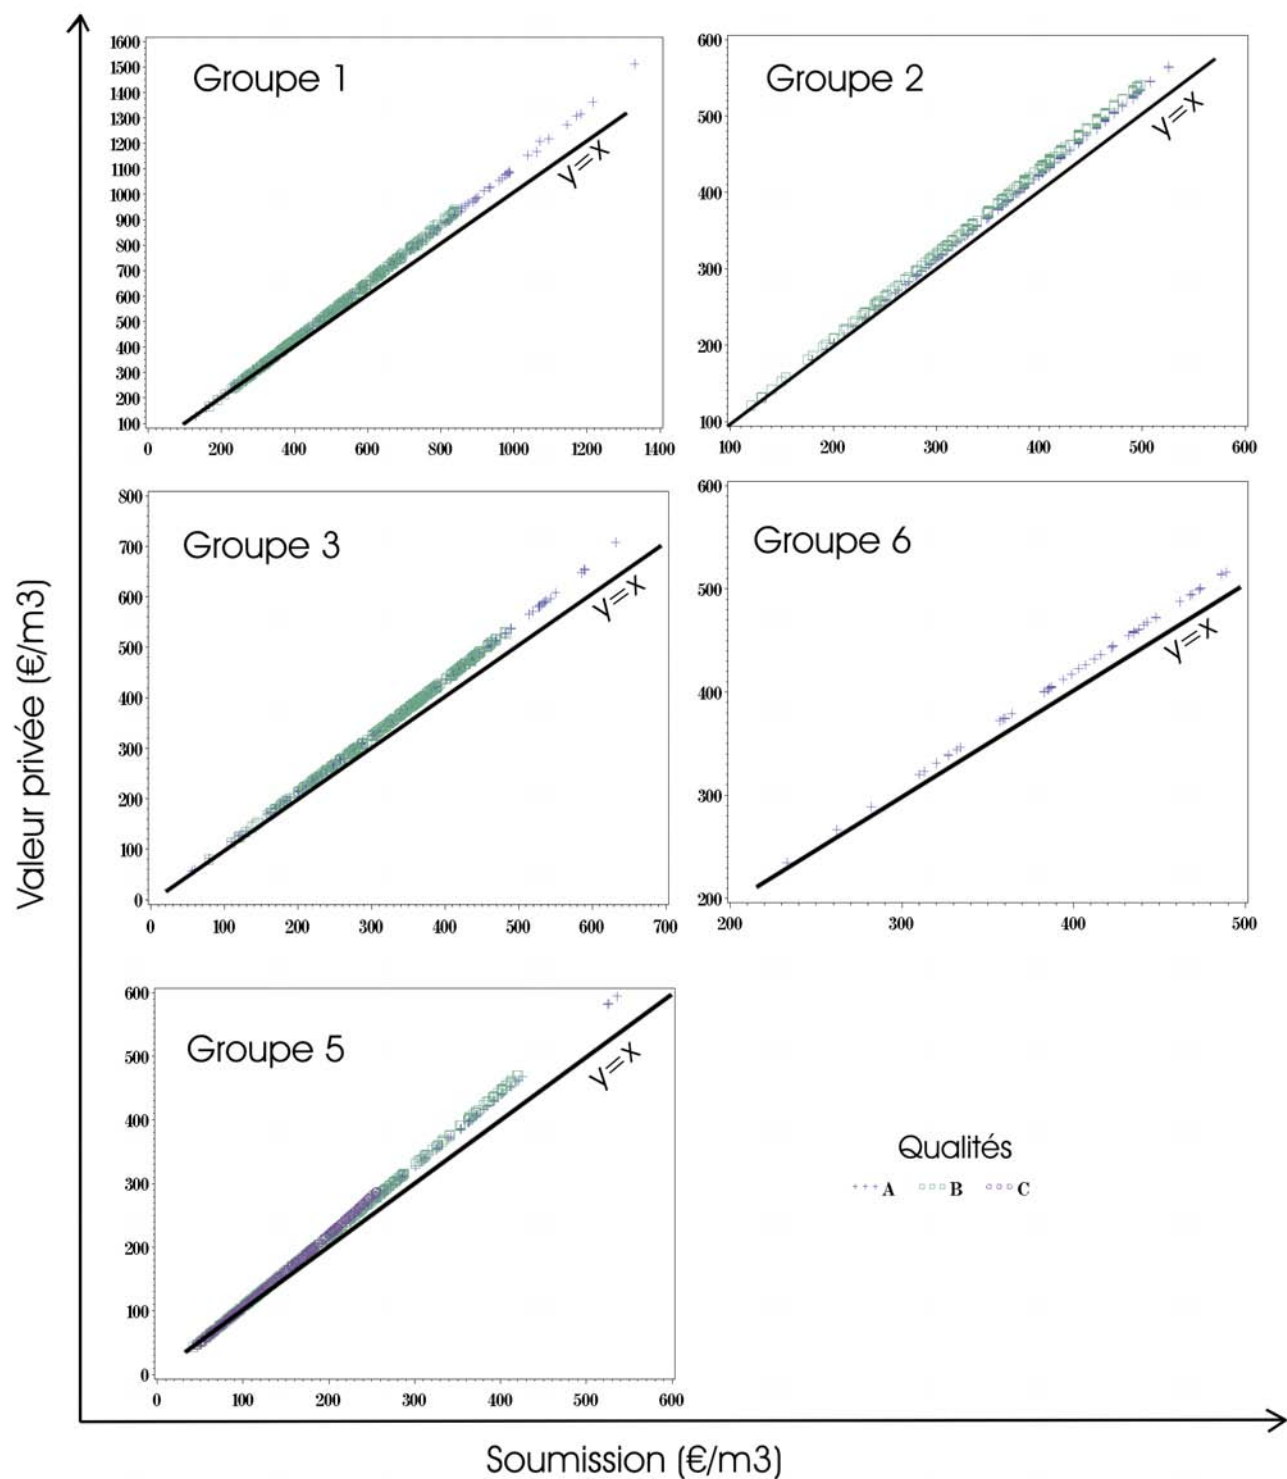 Groupe 1
1600
1500
1400
1300
1200
1100
1000
900
800
700
600
500
400
300
200
100
y=x
0 200 400 600 800 1000 1200 1400
Groupe 2
600
500
400
300
200
100
y=x
100 200 300 400 500 600
Groupe 3
800
700
600
500
400
300
200
100
0
y=x
0 100 200 300 400 500 600 700
Groupe 6
600
500
400
300
200
y=x
200 300 400 500
Groupe 5
600
500
400
300
200
100
0
y=x
0 100 200 300 400 500 600
Qualités
A B C
Valeur privée (€/m3)
Soumission (€/m3)